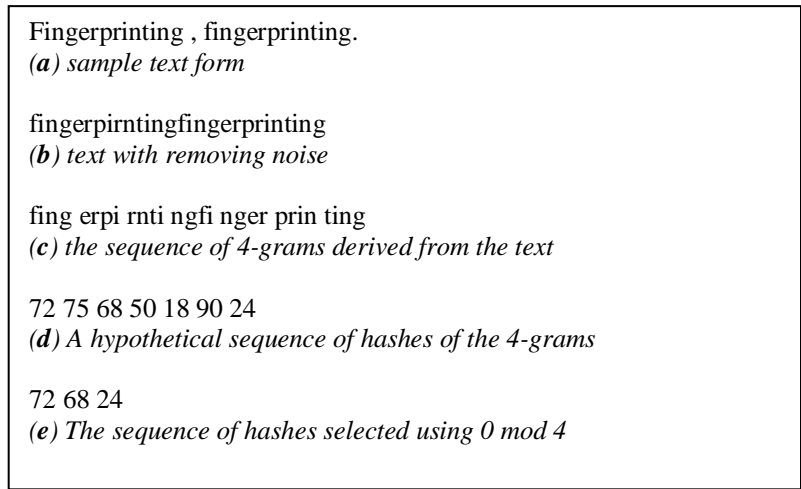 Fingerprinting , fingerprinting.
(a) sample text form
fingerpirntingfingerprinting
(b) text with removing noise
fing erpi rnti ngfi nger prin ting
(c) the sequence of 4-grams derived from the text
72 75 68 50 18 90 24
(d) A hypothetical sequence of hashes of the 4-grams
72 68 24
(e) The sequence of hashes selected using 0 mod 4